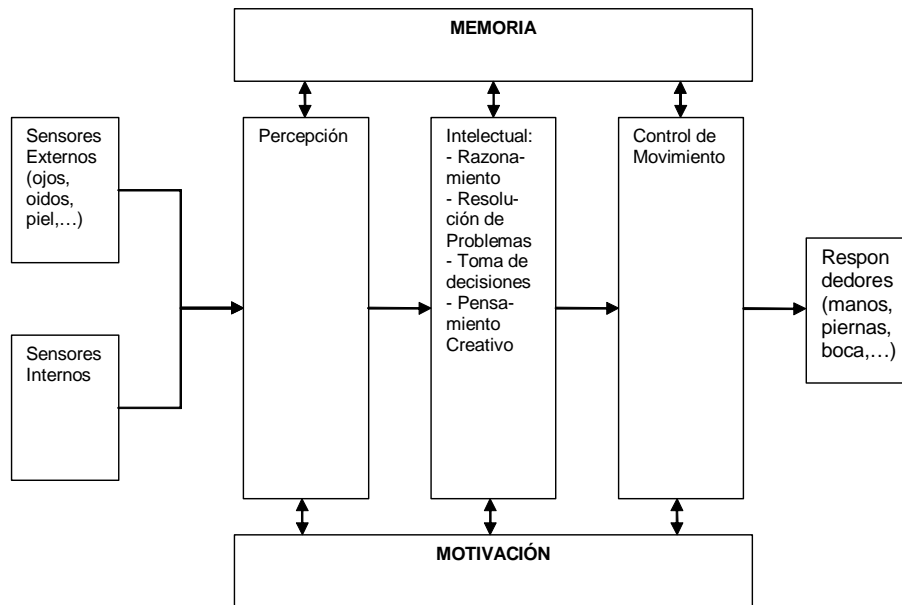 MEMORIA
Sensores
Externos
(ojos,
oidos,
piel,…)
Sensores
Internos
Percepción
Intelectual:
- Razona-
miento
- Resolu-
ción de
Problemas
- Toma de
decisiones
- Pensa-
miento
Creativo
Control de
Movimiento
Respon
dedores
(manos,
piernas,
boca,…)
MOTIVACIÓN